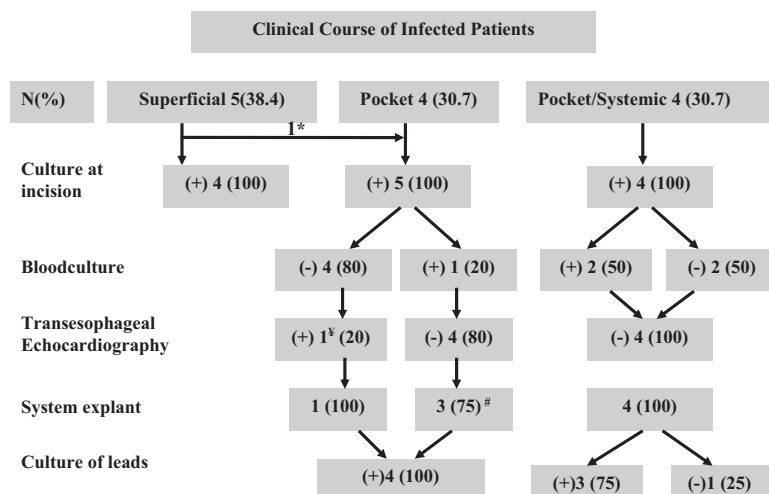 Clinical Course of Infected Patients
N(%) Superficial 5(38.4) Pocket 4 (30.7) Pocket/Systemic 4 (30.7)
1*
Culture at
incision
(+) 4 (100) (+) 5 (100) (+) 4 (100)
Bloodculture (-) 4 (80) (+) 1 (20) (+) 2 (50) (-) 2 (50)
Transesophageal
Echocardiography
(+) 1¥ (20) (-) 4 (80) (-) 4 (100)
System explant 1 (100) 3 (75) # 4 (100)
Culture of leads
(+)4 (100) (+)3 (75) (-)1 (25)